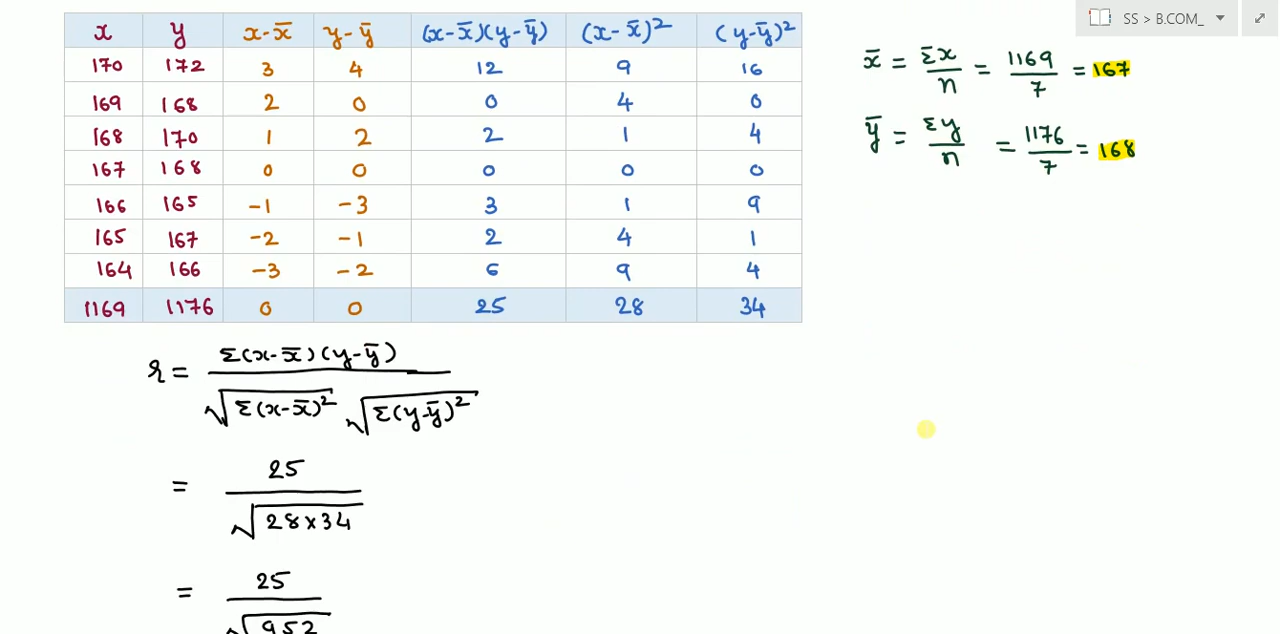 SS > B.COM_
x y x-x̄ y-ȳ (x-x̄)(y-ȳ) (x-x̄)² (y-ȳ)²
170 172 3 4 12 9 16
169 168 2 0 0 4 0
168 170 1 2 2 1 4
167 168 0 0 0 0 0
166 165 -1 -3 3 1 9
165 167 -2 -1 2 4 1
164 166 -3 -2 6 9 4
1169 1176 0 0 25 28 34
x̄ = Σx/n = 1169/7 = 167
ȳ = Σy/n = 1176/7 = 168
r = Σ(x-x̄)(y-ȳ) / √Σ(x-x̄)² √Σ(y-ȳ)²
= 25 / √28×34
= 25 / √952